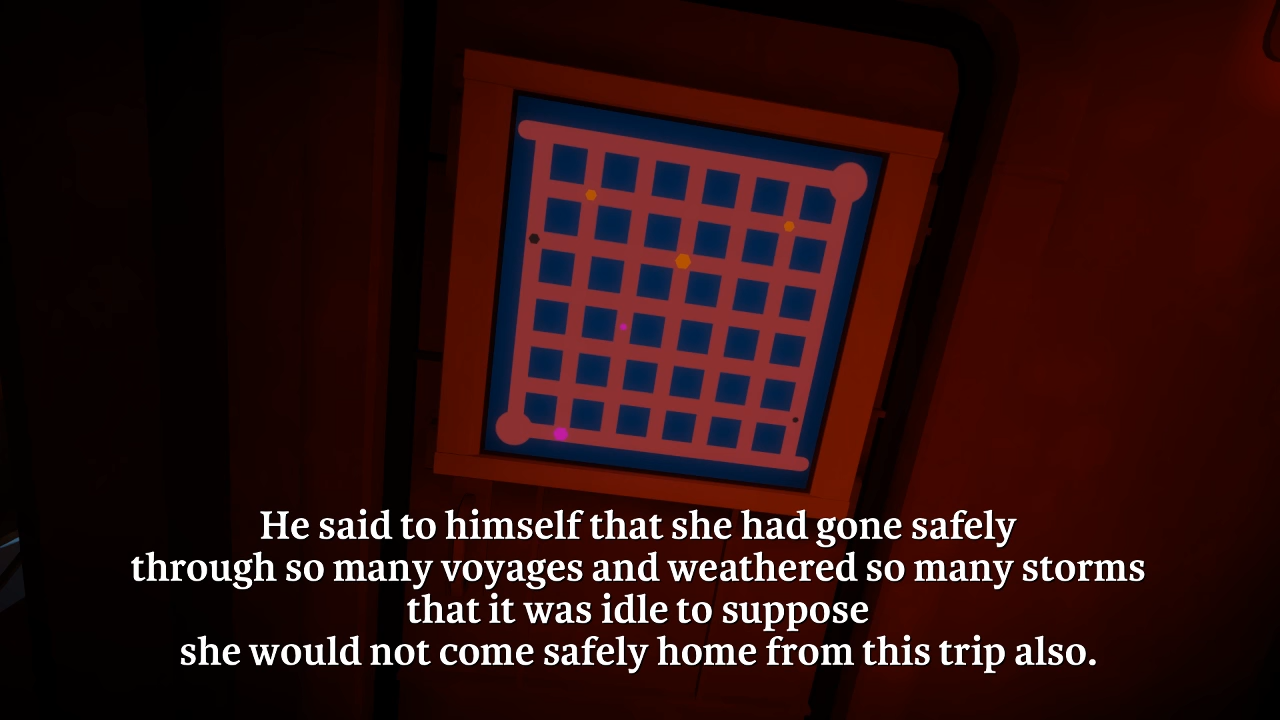 He said to himself that she had gone safely
through so many voyages and weathered so many storms
that it was idle to suppose
she would not come safely home from this trip also.